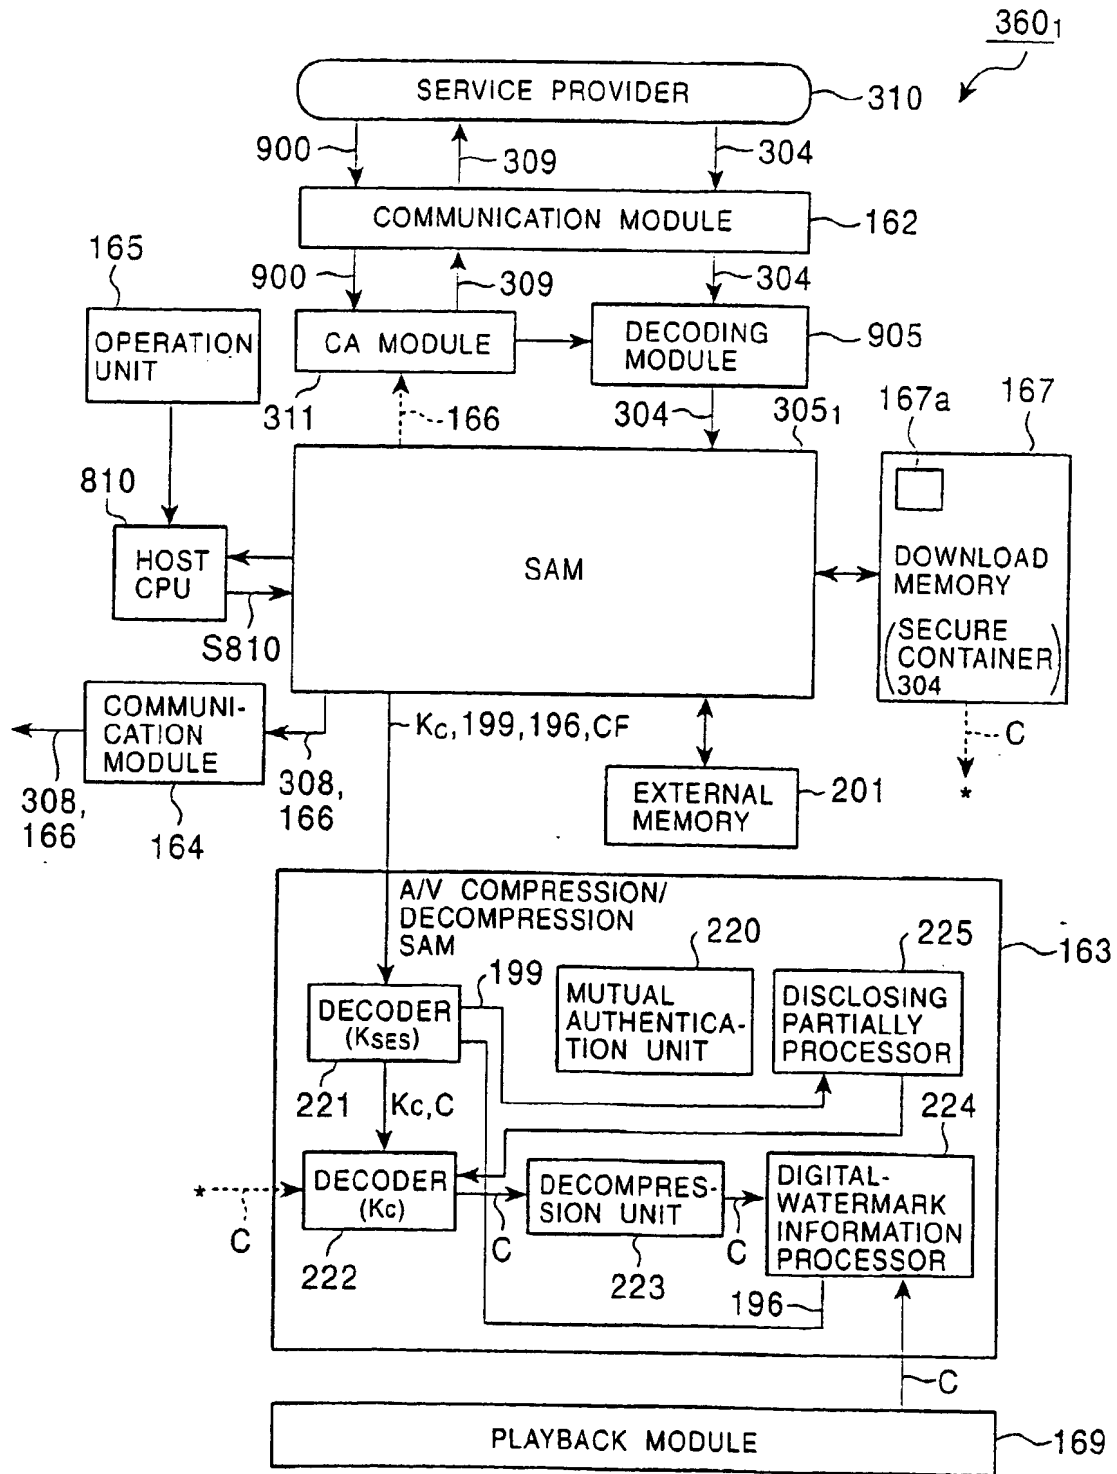 360₁
SERVICE PROVIDER
310
900
309
304
COMMUNICATION MODULE
162
165
900
309
304
OPERATION
UNIT
CA MODULE
DECODING
MODULE
905
311
166
304
305₁
167a
167
810
HOST
CPU
S810
SAM
DOWNLOAD
MEMORY
(SECURE
CONTAINER)
304
COMMUNI-
CATION
MODULE
308,
166
164
308,
166
Kc, 199, 196, CF
EXTERNAL
MEMORY
201
C
*
A/V COMPRESSION/
DECOMPRESSION
SAM
163
199
220
225
DECODER
(KSES)
221
MUTUAL
AUTHENTICA-
TION UNIT
DISCLOSING
PARTIALLY
PROCESSOR
Kc, C
224
*
C
DECODER
(Kc)
222
C
DECOMPRES-
SION UNIT
223
C
DIGITAL-
WATERMARK
INFORMATION
PROCESSOR
196
C
PLAYBACK MODULE
169